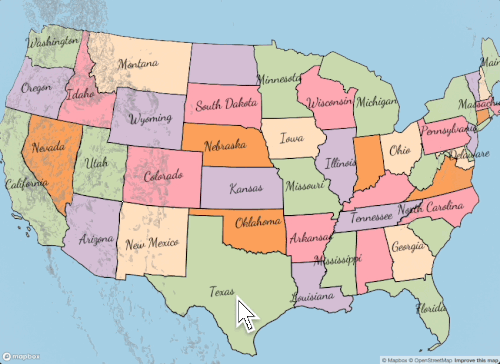 Washington
Montana
Minnesota
Main
Oregon
Idaho
South Dakota
Wisconsin
Michigan
Massachu
Wyoming
Nebraska
Iowa
Pennsylvania
Nevada
Utah
Illinois
Ohio
Delaware
Colorado
Kansas
Missouri
California
Tennessee
North Carolina
Arizona
New Mexico
Oklahoma
Arkansas
Georgia
Mississippi
Texas
Louisiana
Florida
mapbox
© Mapbox © OpenStreetMap Improve this map